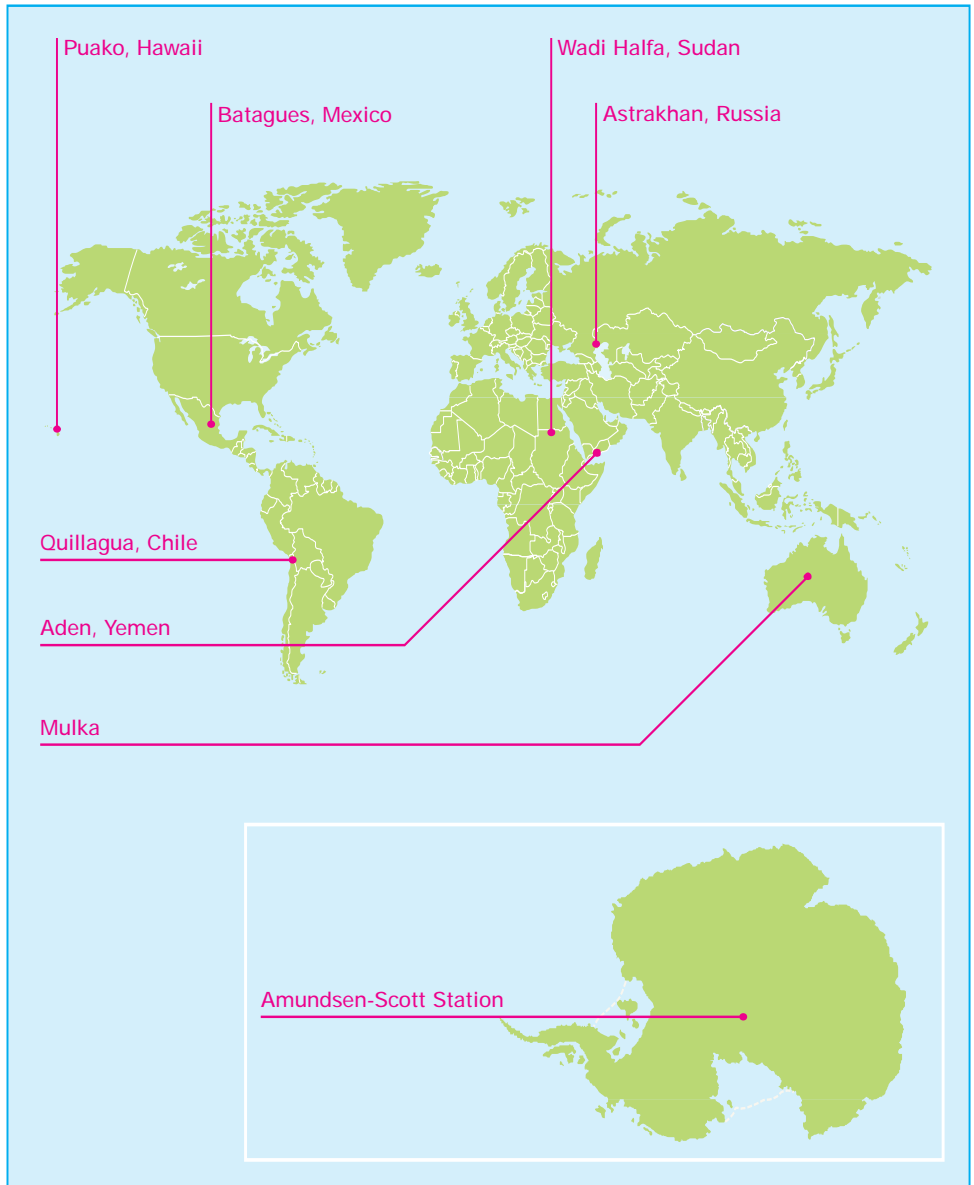 Puako, Hawaii
Wadi Halfa, Sudan
Batagues, Mexico
Astrakhan, Russia
Quillagua, Chile
Aden, Yemen
Mulka
Amundsen-Scott Station